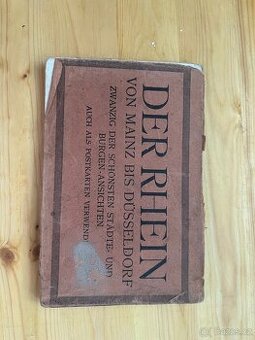 DER RHEIN
VON MAINZ BIS DÜSSELDORF
ZWANZIG DER SCHÖNSTEN STÄDTE- UND
BURGEN-ANSICHTEN
AUCH ALS POSTKARTEN VERWEND